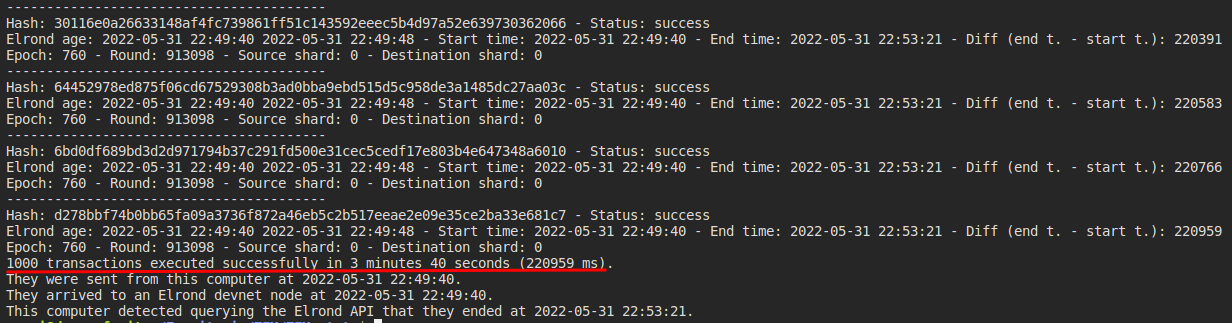 ----------------------------------------
Hash: 30116e0a26633148af4fc739861ff51c143592eeec5b4d97a52e639730362066 - Status: success
Elrond age: 2022-05-31 22:49:40 2022-05-31 22:49:48 - Start time: 2022-05-31 22:49:40 - End time: 2022-05-31 22:53:21 - Diff (end t. - start t.): 220391
Epoch: 760 - Round: 913098 - Source shard: 0 - Destination shard: 0
----------------------------------------
Hash: 64452978ed875f06cd67529308b3ad0bba9ebd515d5c958de3a1485dc27aa03c - Status: success
Elrond age: 2022-05-31 22:49:40 2022-05-31 22:49:48 - Start time: 2022-05-31 22:49:40 - End time: 2022-05-31 22:53:21 - Diff (end t. - start t.): 220583
Epoch: 760 - Round: 913098 - Source shard: 0 - Destination shard: 0
----------------------------------------
Hash: 6bd0df689bd3d2d971794b37c291fd500e31cec5cedf17e803b4e647348a6010 - Status: success
Elrond age: 2022-05-31 22:49:40 2022-05-31 22:49:48 - Start time: 2022-05-31 22:49:40 - End time: 2022-05-31 22:53:21 - Diff (end t. - start t.): 220766
Epoch: 760 - Round: 913098 - Source shard: 0 - Destination shard: 0
----------------------------------------
Hash: d278bbf74b0bb65fa09a3736f872a46eb5c2b517eeae2e09e35ce2ba33e681c7 - Status: success
Elrond age: 2022-05-31 22:49:40 2022-05-31 22:49:48 - Start time: 2022-05-31 22:49:40 - End time: 2022-05-31 22:53:21 - Diff (end t. - start t.): 220959
Epoch: 760 - Round: 913098 - Source shard: 0 - Destination shard: 0
1000 transactions executed successfully in 3 minutes 40 seconds (220959 ms).
They were sent from this computer at 2022-05-31 22:49:40.
They arrived to an Elrond devnet node at 2022-05-31 22:49:40.
This computer detected querying the Elrond API that they ended at 2022-05-31 22:53:21.